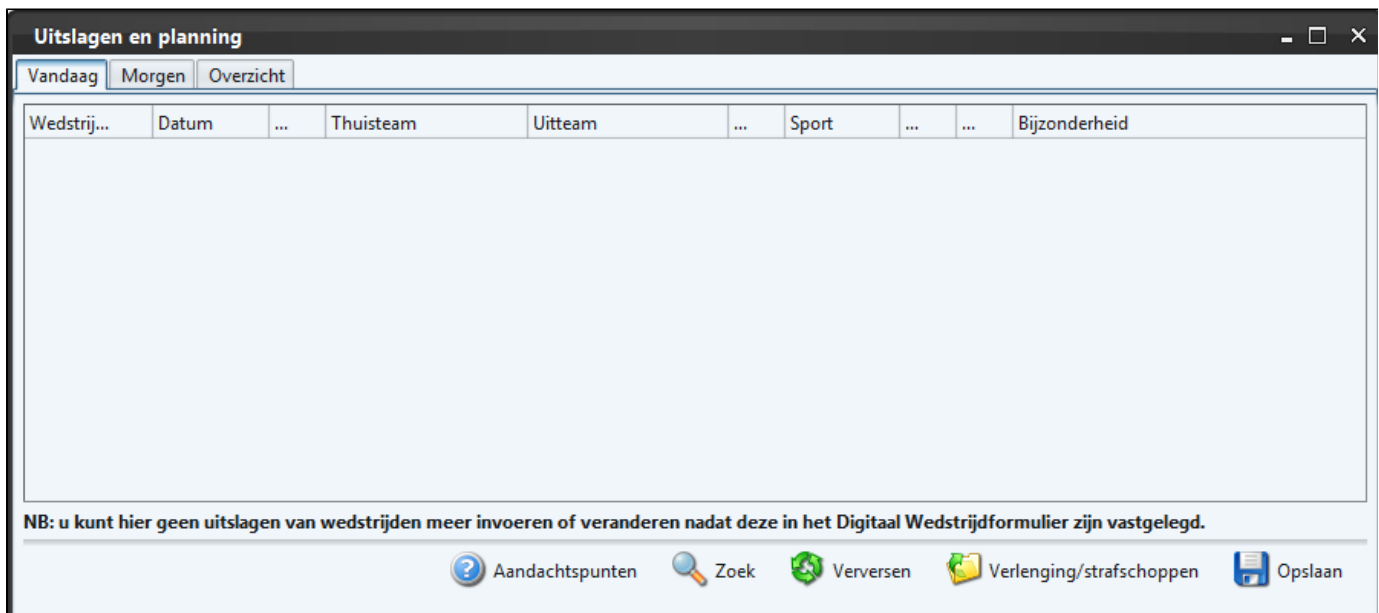 Uitslagen en planning
Vandaag Morgen Overzicht
Wedstrij... Datum ... Thuisteam Uitteam ... Sport ... ... Bijzonderheid
NB: u kunt hier geen uitslagen van wedstrijden meer invoeren of veranderen nadat deze in het Digitaal Wedstrijdformulier zijn vastgelegd.
Aandachtspunten Zoek Verversen Verlenging/strafschoppen Opslaan